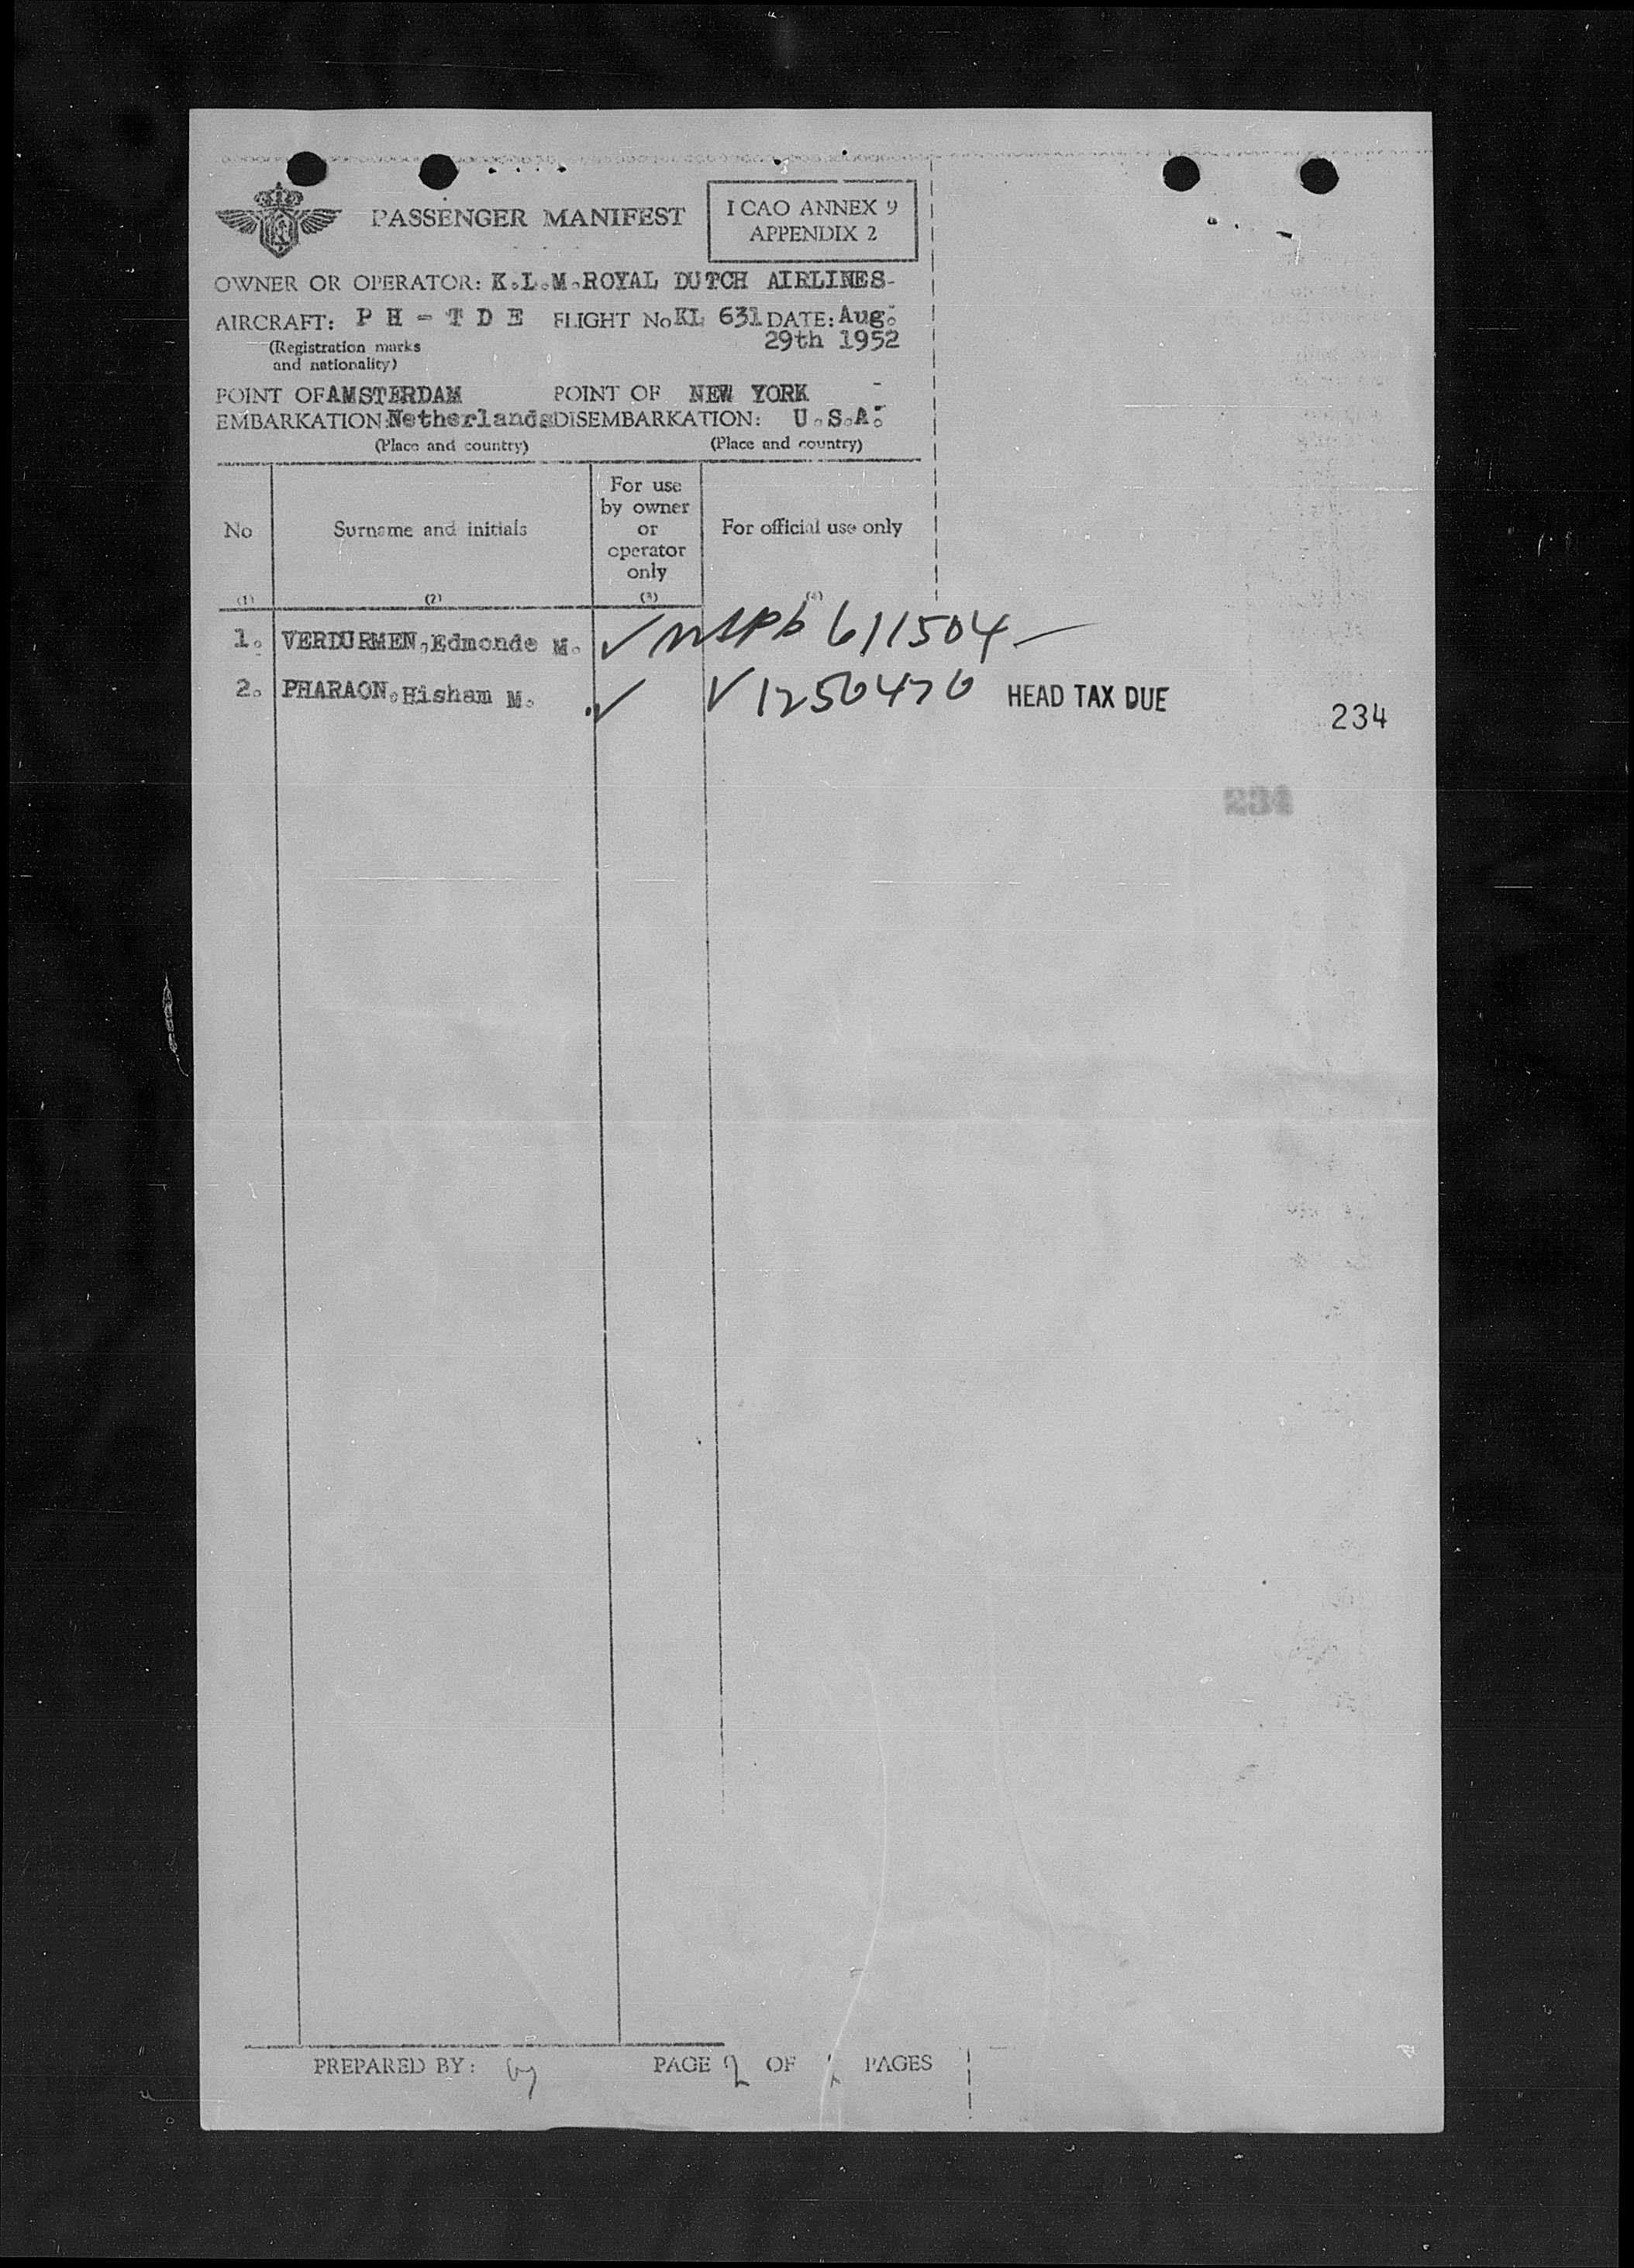 PASSENGER MANIFEST
ICAO ANNEX 9
APPENDIX 2
OWNER OR OPERATOR: K.L.M. ROYAL DUTCH AIRLINES-
AIRCRAFT: PH-TDE FLIGHT No KL 631 DATE: Aug.
29th 1952
(Registration marks
and nationality)
POINT OF AMSTERDAM POINT OF NEW YORK
EMBARKATION: Netherlands DISEMBARKATION: U.S.A.
(Place and country) (Place and country)
No
Surname and initials
For use
by owner
or
operator
only
For official use only
(1) (2) (3) (4)
1. VERDURMEN, Edmonde M. ✓ 611504 —
2. PHARAON, Hisham M. ✓ V1250470 HEAD TAX DUE
234
234
PREPARED BY: PAGE 2 OF PAGES